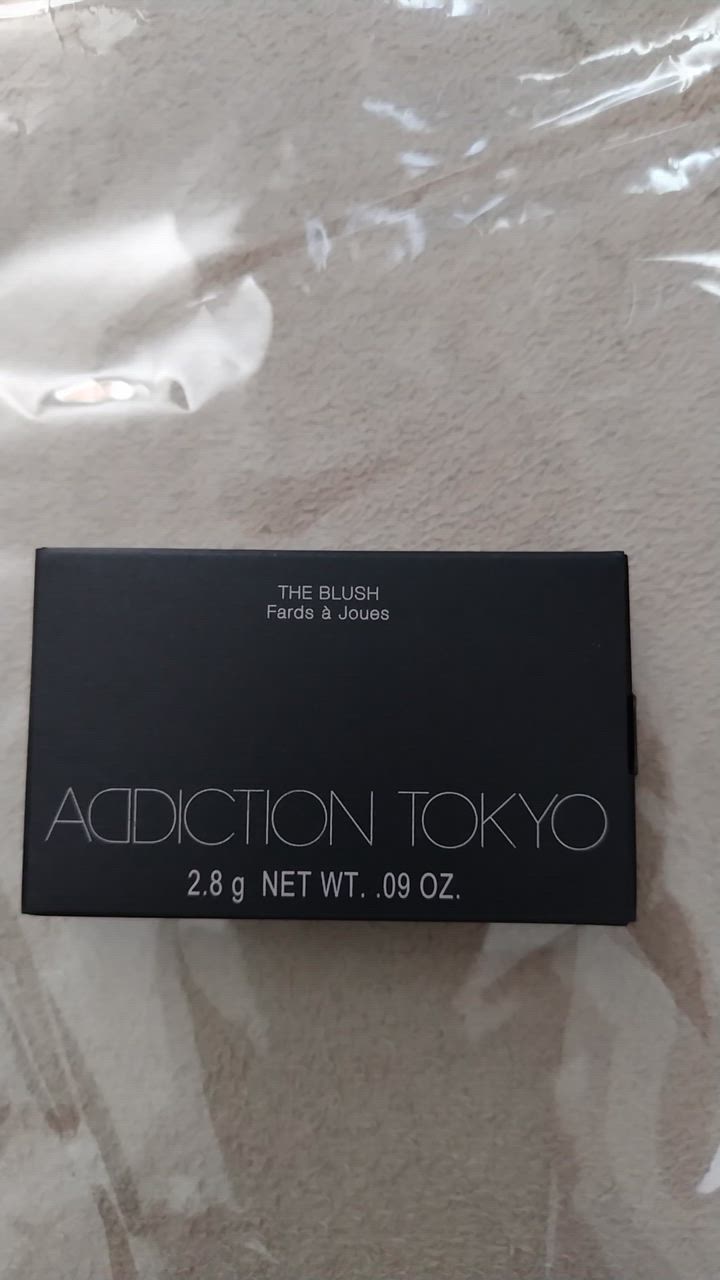 THE BLUSH
Fards à Joues
ADDICTION TOKYO
2.8 g NET WT. .09 OZ.